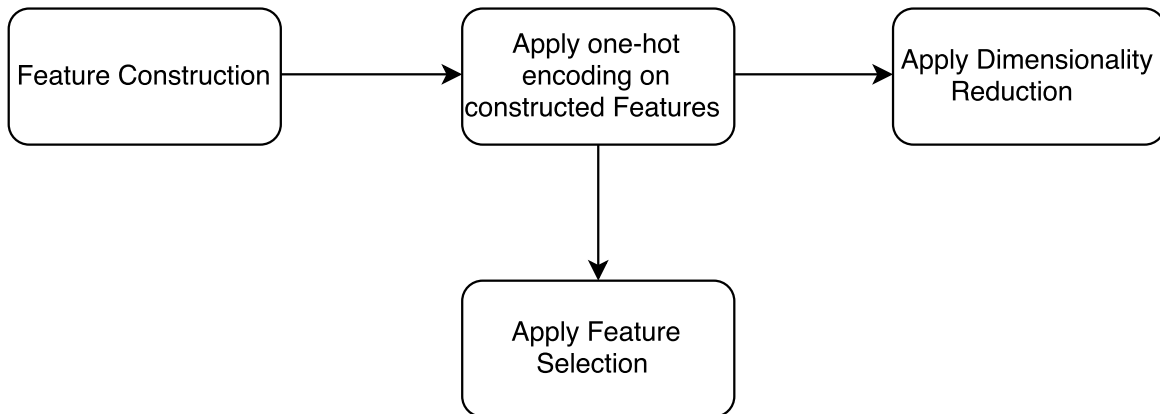 Feature Construction
Apply one-hot
encoding on
constructed Features
Apply Dimensionality
Reduction
Apply Feature
Selection